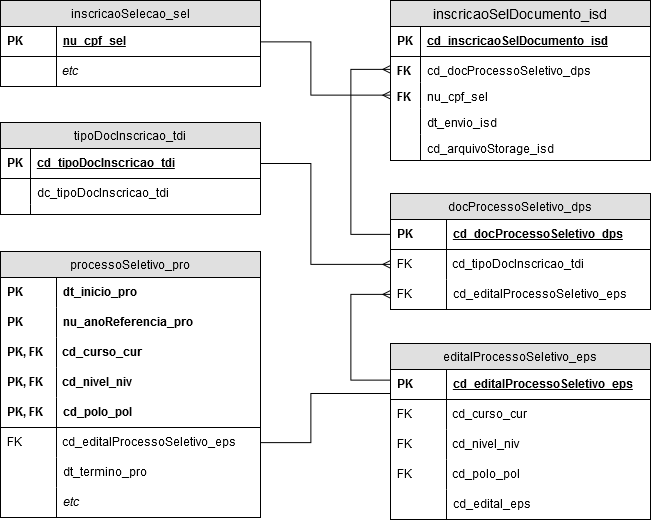 inscricaoSelecao_sel
PK nu_cpf_sel
etc
tipoDocInscricao_tdi
PK cd_tipoDocInscricao_tdi
dc_tipoDocInscricao_tdi
processoSeletivo_pro
PK dt_inicio_pro
PK nu_anoReferencia_pro
PK, FK cd_curso_cur
PK, FK cd_nivel_niv
PK, FK cd_polo_pol
FK cd_editalProcessoSeletivo_eps
dt_termino_pro
etc
inscricaoSelDocumento_isd
PK cd_inscricaoSelDocumento_isd
FK cd_docProcessoSeletivo_dps
FK nu_cpf_sel
dt_envio_isd
cd_arquivoStorage_isd
docProcessoSeletivo_dps
PK cd_docProcessoSeletivo_dps
FK cd_tipoDocInscricao_tdi
FK cd_editalProcessoSeletivo_eps
editalProcessoSeletivo_eps
PK cd_editalProcessoSeletivo_eps
FK cd_curso_cur
FK cd_nivel_niv
FK cd_polo_pol
cd_edital_eps